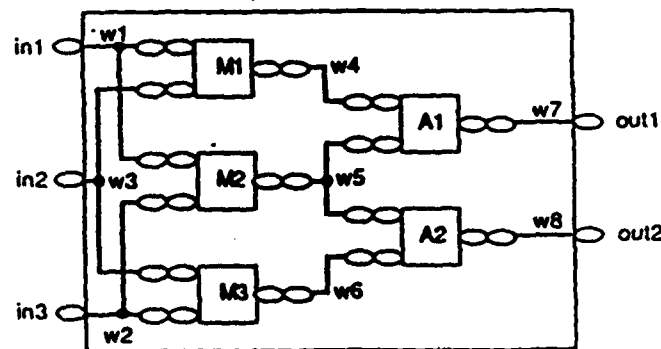 in1 w1 M1 w4
A1 w7 out1
in2 w3 M2 w5
A2 w8 out2
in3 w2 M3 w6